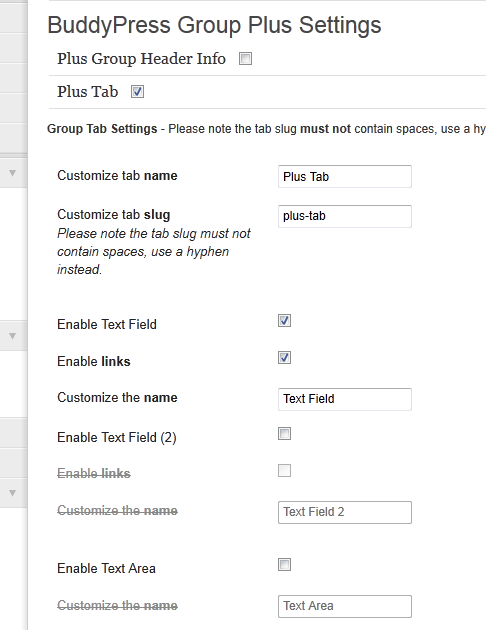 BuddyPress Group Plus Settings
Plus Group Header Info
Plus Tab
Group Tab Settings - Please note the tab slug must not contain spaces, use a hy
Customize tab name
Plus Tab
Customize tab slug
plus-tab
Please note the tab slug must not
contain spaces, use a hyphen
instead.
Enable Text Field
Enable links
Customize the name
Text Field
Enable Text Field (2)
Enable links
Customize the name
Text Field 2
Enable Text Area
Customize the name
Text Area